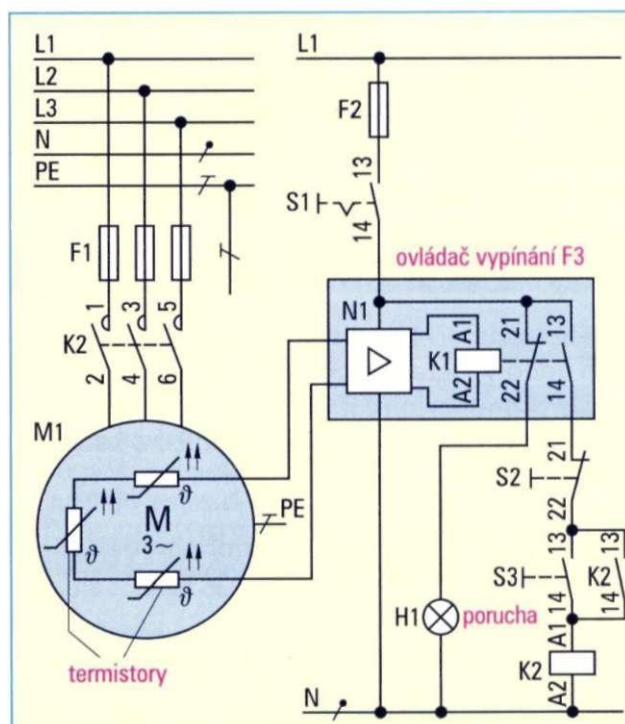 L1
L2
L3
N
PE
F1
1 3 5
K2
2 4 6
M1
M
3~
ϑ
ϑ
ϑ
PE
termistory
L1
F2
13
S1
14
ovládač vypínání F3
N1
A1
K1
A2
21
22
13
14
21
S2
22
13
S3
14
13
K2
14
H1 porucha
A1
K2
A2
N